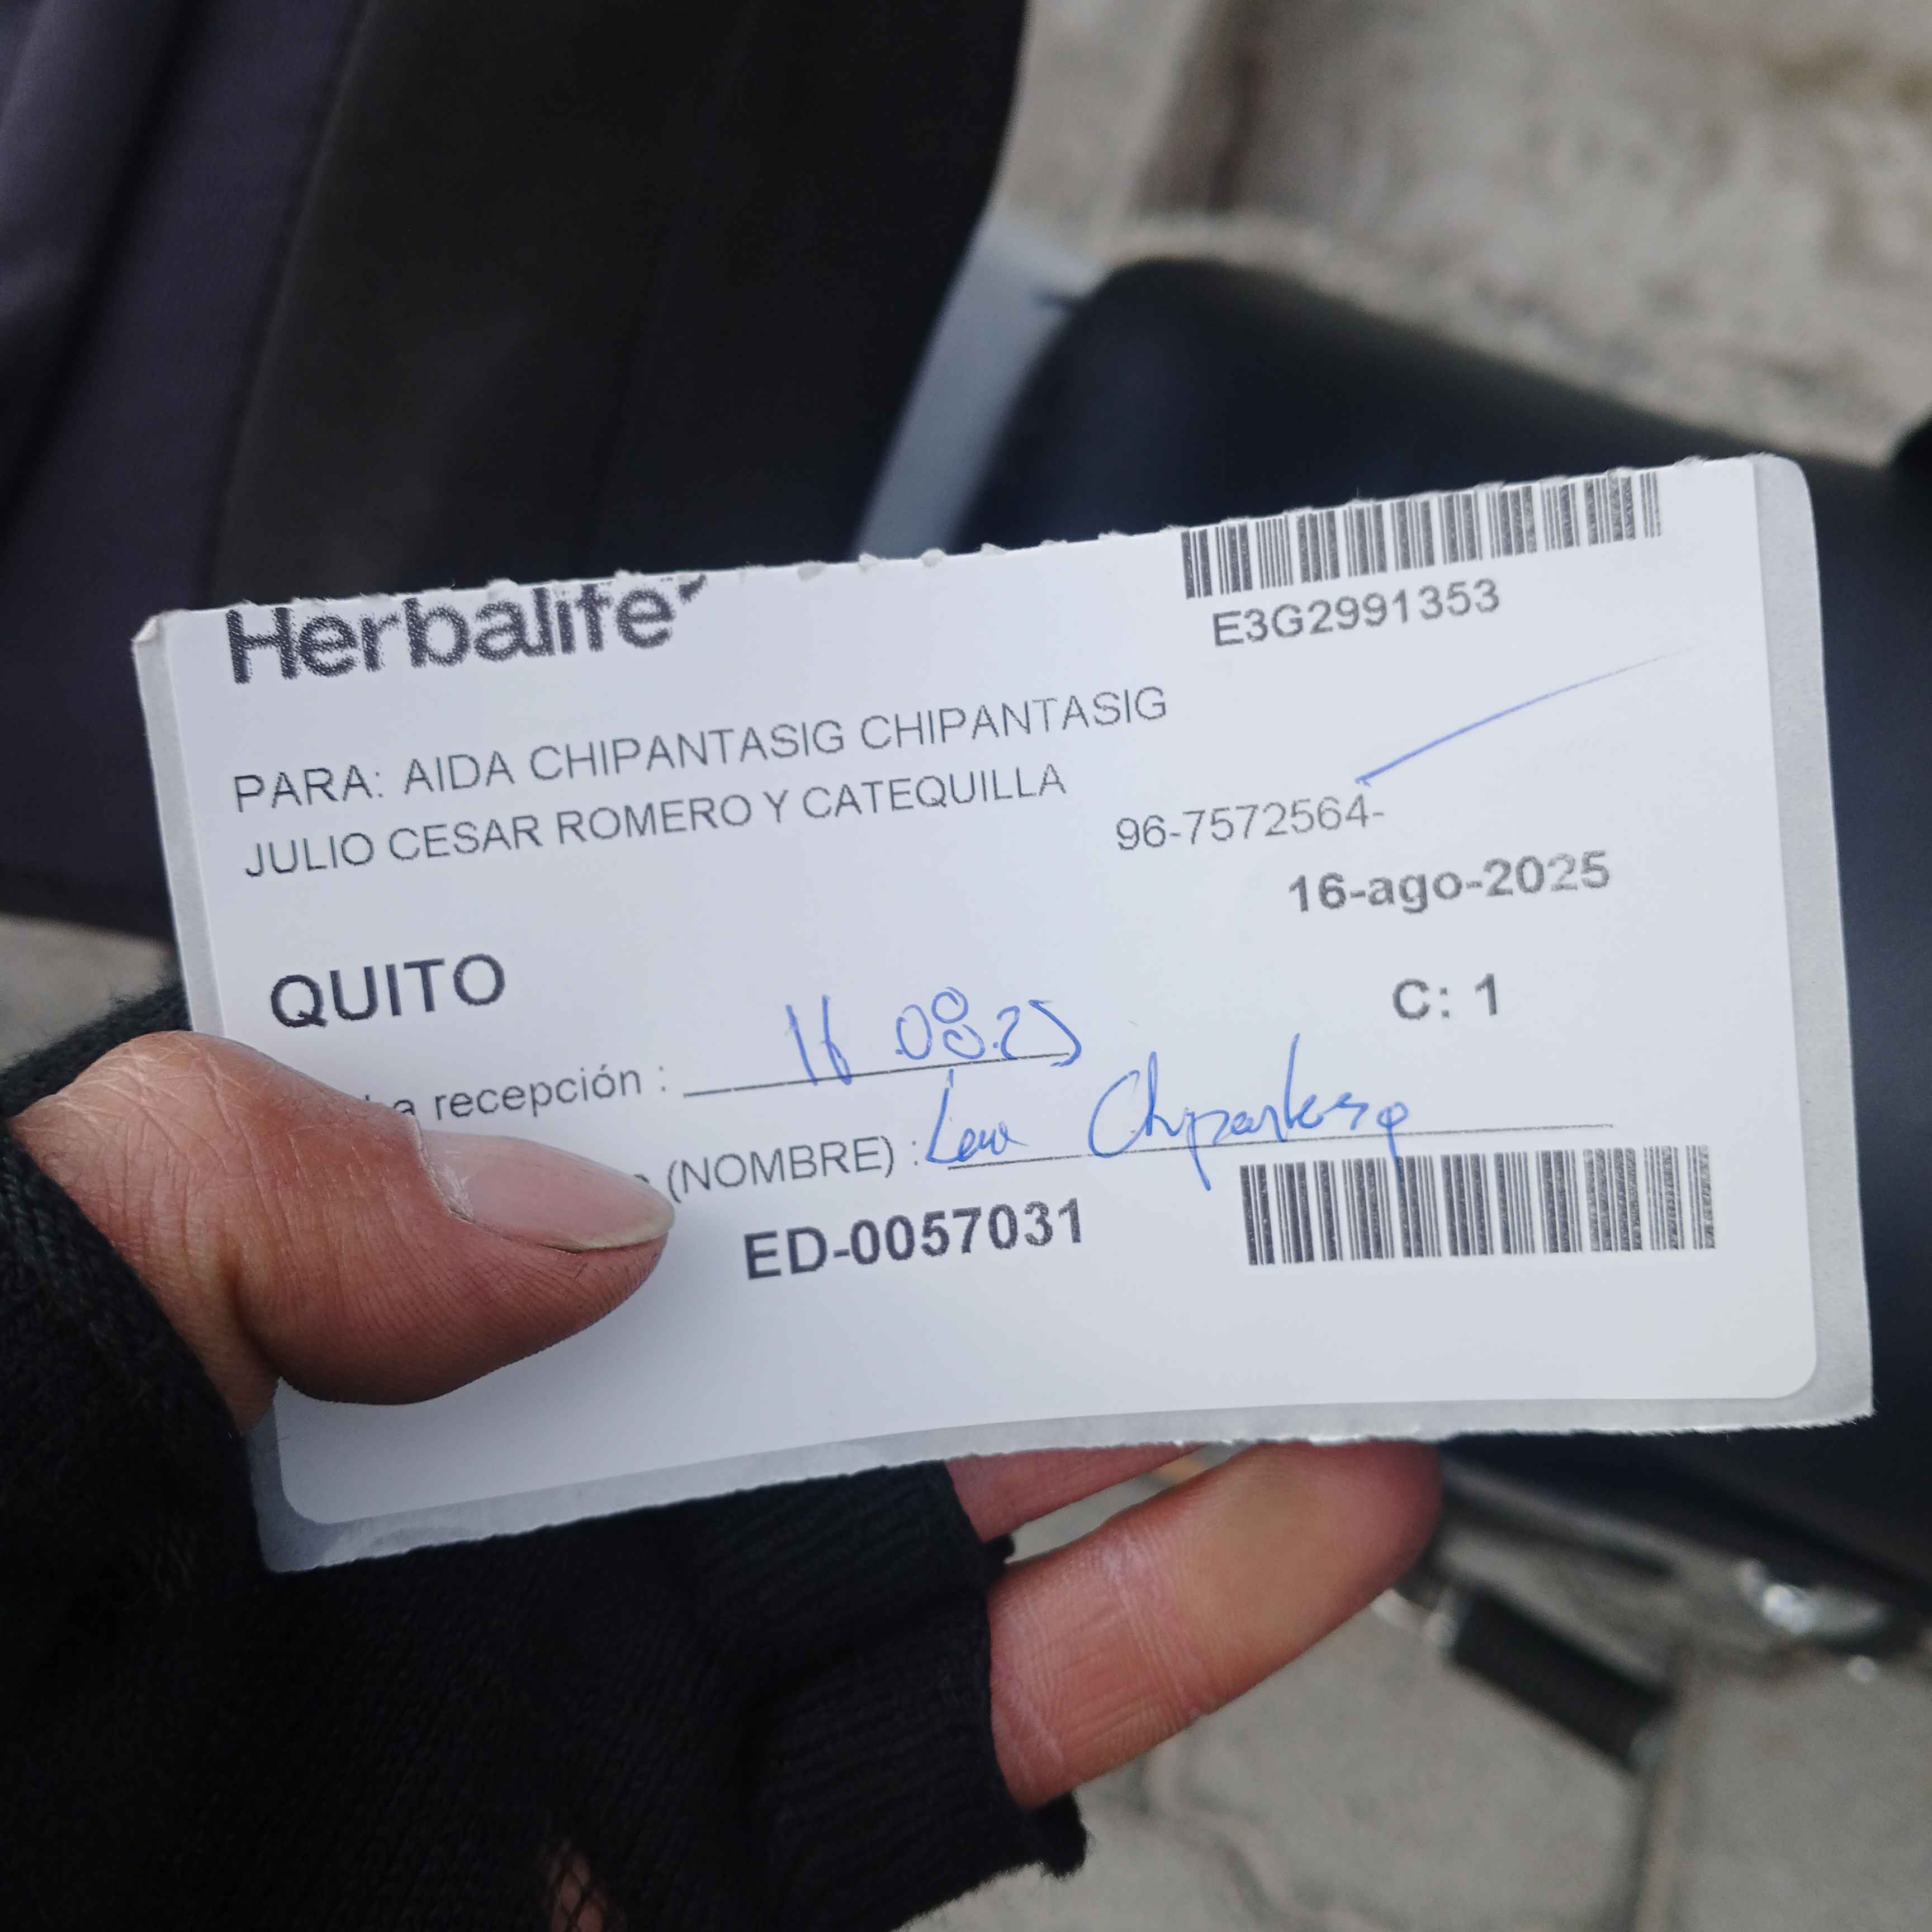 Herbalife
E3G2991353
PARA: AIDA CHIPANTASIG CHIPANTASIG
JULIO CESAR ROMERO Y CATEQUILLA
96-7572564-
16-ago-2025
QUITO
C: 1
a recepción : 16.08.25
(NOMBRE) :
ED-0057031